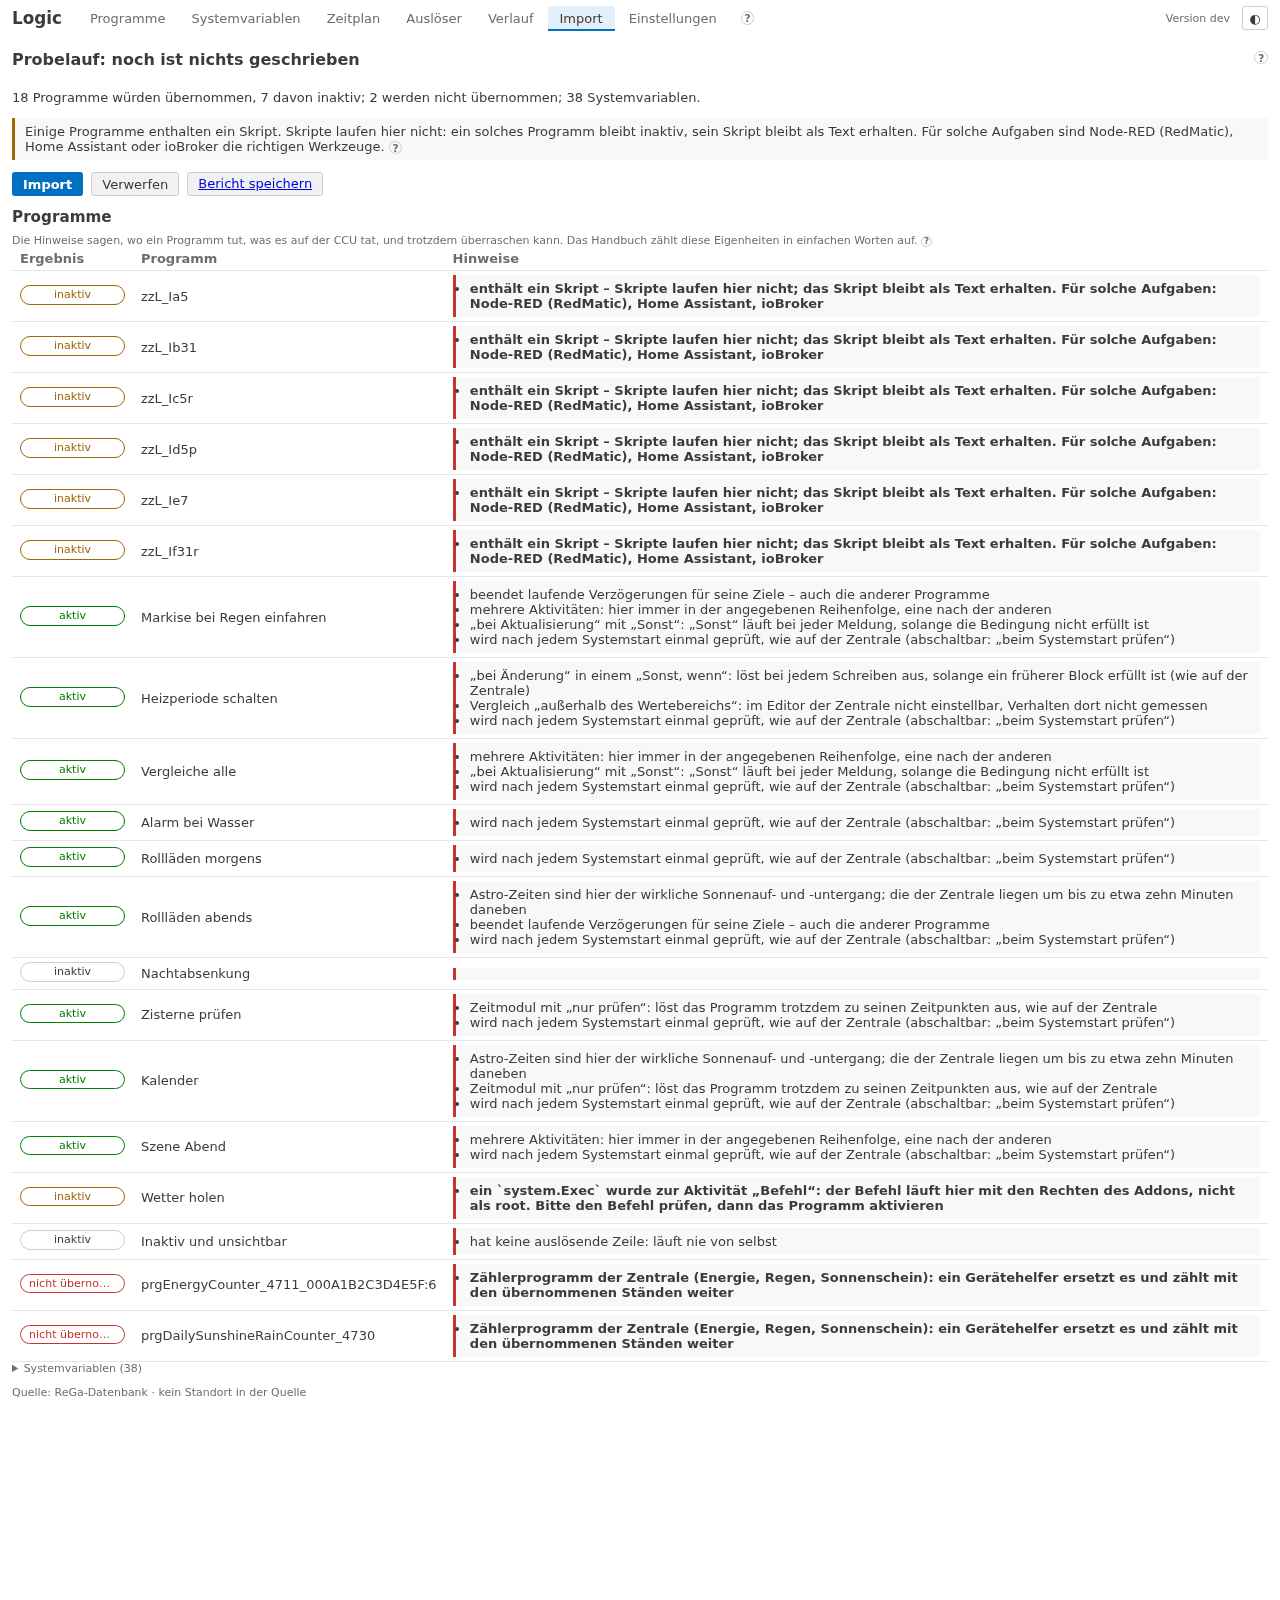 Logic Programme Systemvariablen Zeitplan Auslöser Verlauf Import Einstellungen ? Version dev ◐
Probelauf: noch ist nichts geschrieben ?
18 Programme würden übernommen, 7 davon inaktiv; 2 werden nicht übernommen; 38 Systemvariablen.
Einige Programme enthalten ein Skript. Skripte laufen hier nicht: ein solches Programm bleibt inaktiv, sein Skript bleibt als Text erhalten. Für solche Aufgaben sind Node-RED (RedMatic),
Home Assistant oder ioBroker die richtigen Werkzeuge. ?
Import Verwerfen Bericht speichern
Programme
Die Hinweise sagen, wo ein Programm tut, was es auf der CCU tat, und trotzdem überraschen kann. Das Handbuch zählt diese Eigenheiten in einfachen Worten auf. ?
Ergebnis Programm Hinweise
inaktiv zzL_Ia5 • enthält ein Skript – Skripte laufen hier nicht; das Skript bleibt als Text erhalten. Für solche Aufgaben:
Node-RED (RedMatic), Home Assistant, ioBroker
inaktiv zzL_Ib31 • enthält ein Skript – Skripte laufen hier nicht; das Skript bleibt als Text erhalten. Für solche Aufgaben:
Node-RED (RedMatic), Home Assistant, ioBroker
inaktiv zzL_Ic5r • enthält ein Skript – Skripte laufen hier nicht; das Skript bleibt als Text erhalten. Für solche Aufgaben:
Node-RED (RedMatic), Home Assistant, ioBroker
inaktiv zzL_Id5p • enthält ein Skript – Skripte laufen hier nicht; das Skript bleibt als Text erhalten. Für solche Aufgaben:
Node-RED (RedMatic), Home Assistant, ioBroker
inaktiv zzL_Ie7 • enthält ein Skript – Skripte laufen hier nicht; das Skript bleibt als Text erhalten. Für solche Aufgaben:
Node-RED (RedMatic), Home Assistant, ioBroker
inaktiv zzL_If31r • enthält ein Skript – Skripte laufen hier nicht; das Skript bleibt als Text erhalten. Für solche Aufgaben:
Node-RED (RedMatic), Home Assistant, ioBroker
aktiv Markise bei Regen einfahren • beendet laufende Verzögerungen für seine Ziele – auch die anderer Programme
• mehrere Aktivitäten: hier immer in der angegebenen Reihenfolge, eine nach der anderen
• „bei Aktualisierung“ mit „Sonst“: „Sonst“ läuft bei jeder Meldung, solange die Bedingung nicht erfüllt ist
• wird nach jedem Systemstart einmal geprüft, wie auf der Zentrale (abschaltbar: „beim Systemstart prüfen“)
aktiv Heizperiode schalten • „bei Änderung“ in einem „Sonst, wenn“: löst bei jedem Schreiben aus, solange ein früherer Block erfüllt ist (wie auf der
Zentrale)
• Vergleich „außerhalb des Wertebereichs“: im Editor der Zentrale nicht einstellbar, Verhalten dort nicht gemessen
• wird nach jedem Systemstart einmal geprüft, wie auf der Zentrale (abschaltbar: „beim Systemstart prüfen“)
aktiv Vergleiche alle • mehrere Aktivitäten: hier immer in der angegebenen Reihenfolge, eine nach der anderen
• „bei Aktualisierung“ mit „Sonst“: „Sonst“ läuft bei jeder Meldung, solange die Bedingung nicht erfüllt ist
• wird nach jedem Systemstart einmal geprüft, wie auf der Zentrale (abschaltbar: „beim Systemstart prüfen“)
aktiv Alarm bei Wasser • wird nach jedem Systemstart einmal geprüft, wie auf der Zentrale (abschaltbar: „beim Systemstart prüfen“)
aktiv Rollläden morgens • wird nach jedem Systemstart einmal geprüft, wie auf der Zentrale (abschaltbar: „beim Systemstart prüfen“)
aktiv Rollläden abends • Astro-Zeiten sind hier der wirkliche Sonnenauf- und -untergang; die der Zentrale liegen um bis zu etwa zehn Minuten
daneben
• beendet laufende Verzögerungen für seine Ziele – auch die anderer Programme
• wird nach jedem Systemstart einmal geprüft, wie auf der Zentrale (abschaltbar: „beim Systemstart prüfen“)
inaktiv Nachtabsenkung
aktiv Zisterne prüfen • Zeitmodul mit „nur prüfen“: löst das Programm trotzdem zu seinen Zeitpunkten aus, wie auf der Zentrale
• wird nach jedem Systemstart einmal geprüft, wie auf der Zentrale (abschaltbar: „beim Systemstart prüfen“)
aktiv Kalender • Astro-Zeiten sind hier der wirkliche Sonnenauf- und -untergang; die der Zentrale liegen um bis zu etwa zehn Minuten
daneben
• Zeitmodul mit „nur prüfen“: löst das Programm trotzdem zu seinen Zeitpunkten aus, wie auf der Zentrale
• wird nach jedem Systemstart einmal geprüft, wie auf der Zentrale (abschaltbar: „beim Systemstart prüfen“)
aktiv Szene Abend • mehrere Aktivitäten: hier immer in der angegebenen Reihenfolge, eine nach der anderen
• wird nach jedem Systemstart einmal geprüft, wie auf der Zentrale (abschaltbar: „beim Systemstart prüfen“)
inaktiv Wetter holen • ein `system.Exec` wurde zur Aktivität „Befehl“: der Befehl läuft hier mit den Rechten des Addons, nicht
als root. Bitte den Befehl prüfen, dann das Programm aktivieren
inaktiv Inaktiv und unsichtbar • hat keine auslösende Zeile: läuft nie von selbst
nicht überno… prgEnergyCounter_4711_000A1B2C3D4E5F:6 • Zählerprogramm der Zentrale (Energie, Regen, Sonnenschein): ein Gerätehelfer ersetzt es und zählt mit
den übernommenen Ständen weiter
nicht überno… prgDailySunshineRainCounter_4730 • Zählerprogramm der Zentrale (Energie, Regen, Sonnenschein): ein Gerätehelfer ersetzt es und zählt mit
den übernommenen Ständen weiter
▶ Systemvariablen (38)
Quelle: ReGa-Datenbank · kein Standort in der Quelle